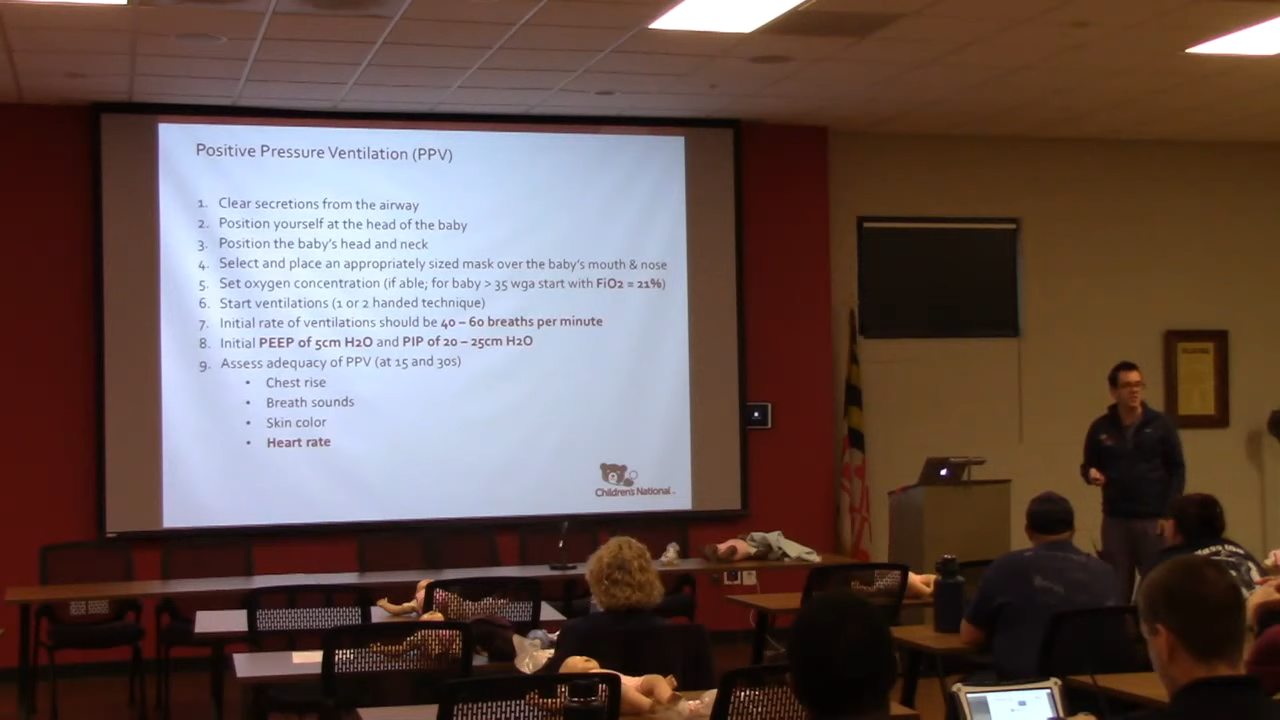 Positive Pressure Ventilation (PPV)
1. Clear secretions from the airway
2. Position yourself at the head of the baby
3. Position the baby's head and neck
4. Select and place an appropriately sized mask over the baby's mouth & nose
5. Set oxygen concentration (if able; for baby > 35 wga start with FiO2 = 21%)
6. Start ventilations (1 or 2 handed technique)
7. Initial rate of ventilations should be 40 – 60 breaths per minute
8. Initial PEEP of 5cm H2O and PIP of 20 – 25cm H2O
9. Assess adequacy of PPV (at 15 and 30s)
• Chest rise
• Breath sounds
• Skin color
• Heart rate
Children's National